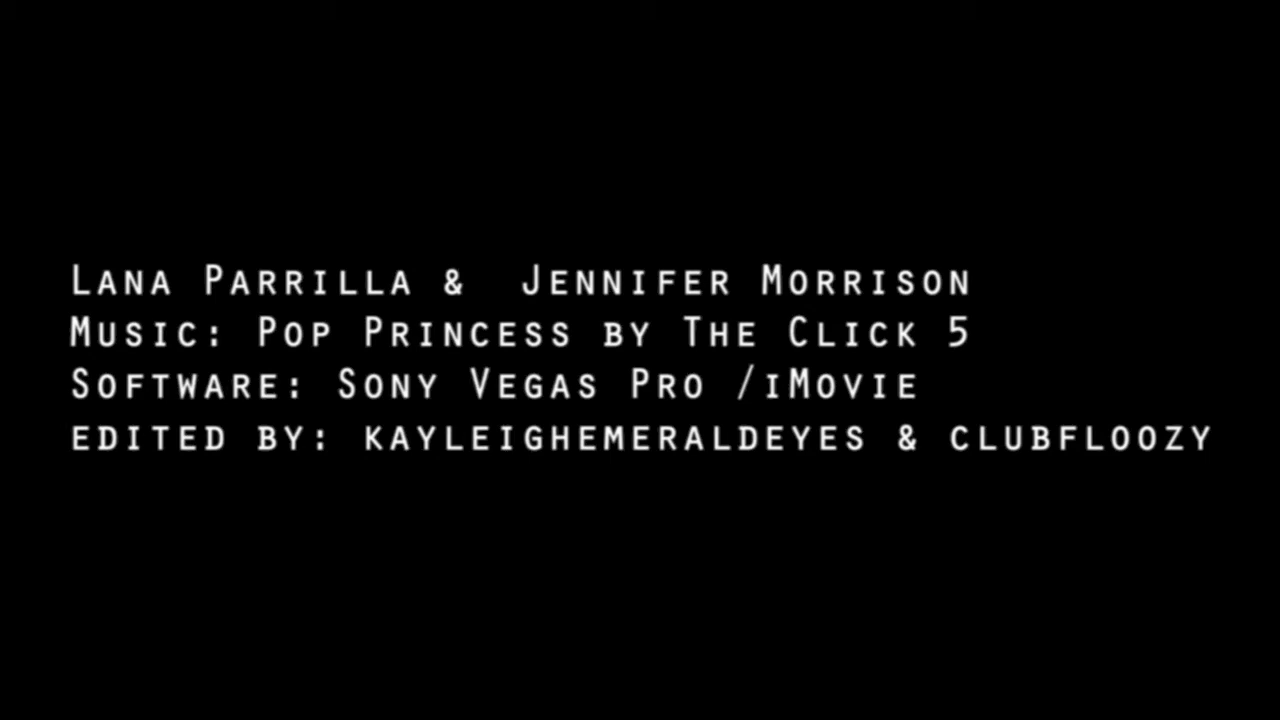 Lana Parrilla &  Jennifer Morrison
Music: Pop Princess by The Click 5
Software: Sony Vegas Pro /iMovie
edited by: kayleighemeraldeyes & clubfloozy